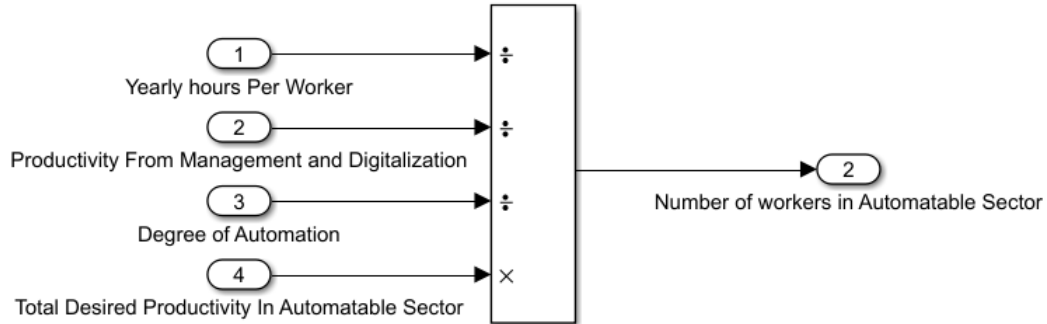 1
÷
Yearly hours Per Worker
2
÷
Productivity From Management and Digitalization
2
Number of workers in Automatable Sector
3
÷
Degree of Automation
4
×
Total Desired Productivity In Automatable Sector